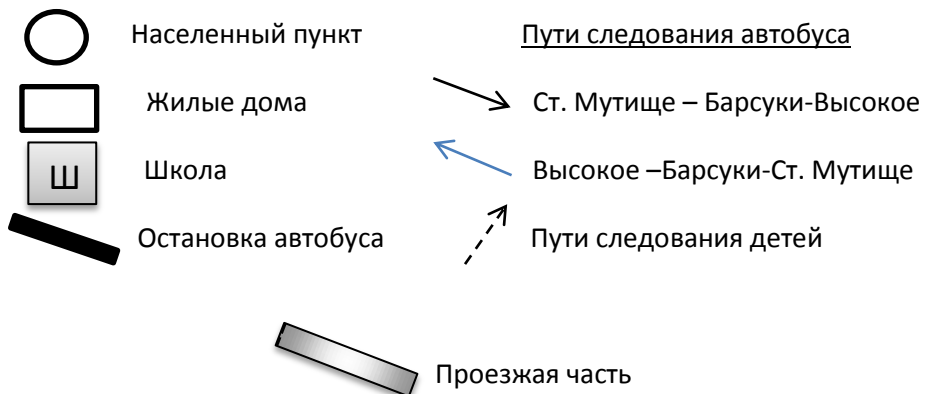 Населенный пункт
Пути следования автобуса
Жилые дома
Ст. Мутище – Барсуки-Высокое
Ш
Школа
Высокое –Барсуки-Ст. Мутище
Остановка автобуса
Пути следования детей
Проезжая часть